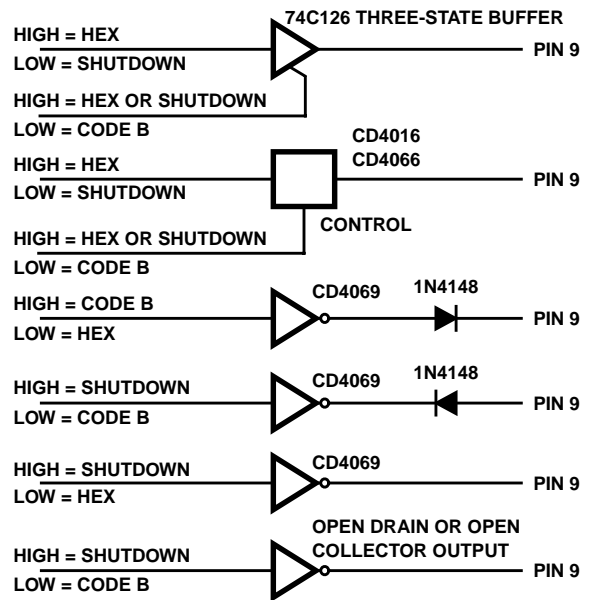 74C126 THREE-STATE BUFFER
HIGH = HEX
LOW = SHUTDOWN
PIN 9
HIGH = HEX OR SHUTDOWN
LOW = CODE B
CD4016
CD4066
HIGH = HEX
LOW = SHUTDOWN
PIN 9
CONTROL
HIGH = HEX OR SHUTDOWN
LOW = CODE B
CD4069
1N4148
HIGH = CODE B
LOW = HEX
PIN 9
CD4069
1N4148
HIGH = SHUTDOWN
LOW = CODE B
PIN 9
CD4069
HIGH = SHUTDOWN
LOW = HEX
PIN 9
OPEN DRAIN OR OPEN
COLLECTOR OUTPUT
HIGH = SHUTDOWN
LOW = CODE B
PIN 9